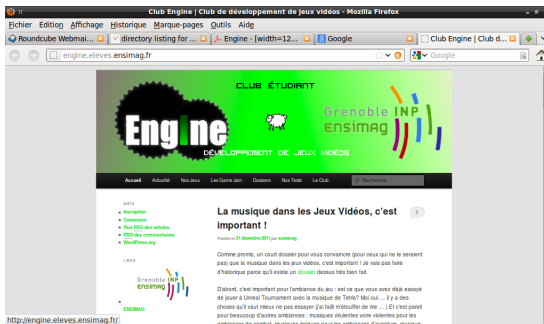 Club Engine | Club de développement de jeux vidéos - Mozilla Firefox
Fichier Édition Affichage Historique Marque-pages Outils Aide
Roundcube Webmai... directory listing for ... Engine - [width=12... Google Club Engine | Club d...
engine.eleves.ensimag.fr Google
CLUB ÉTUDIANT
Engine
Grenoble INP
Ensimag
DÉVELOPPEMENT DE JEUX VIDÉOS
Accueil Actualité Nos Jeux Les Game Jam Dossiers Nos Tests Le Club Recherche
MÉTA
Inscription
Connexion
Flux RSS des articles
RSS des commentaires
WordPress.org
LIENS
Grenoble INP
Ensimag
ENSIMAG
La musique dans les Jeux Vidéos, c'est
important !
2
Posted on 21 décembre 2011 par
Comme promis, un court dossier pour vous convaincre (pour ceux qui ne le seraient
pas) que la musique dans les jeux vidéos, c'est important ! Je vais pas faire
d'historique parce qu'il existe un dossier dessus très bien fait.
D'abord, c'est important pour l'ambiance du jeu : est ce que vous avez déjà essayé
de jouer à Unreal Tournament avec la musique de Tetris? Moi oui ... il y a des
choses qu'il vaut mieux ne pas essayer (j'ai failli m'étouffer de rire ... ) Et c'est pareil
pour beaucoup d'autres ambiances : musiques virulentes voire violentes pour les
http://engine.eleves.ensimag.fr/